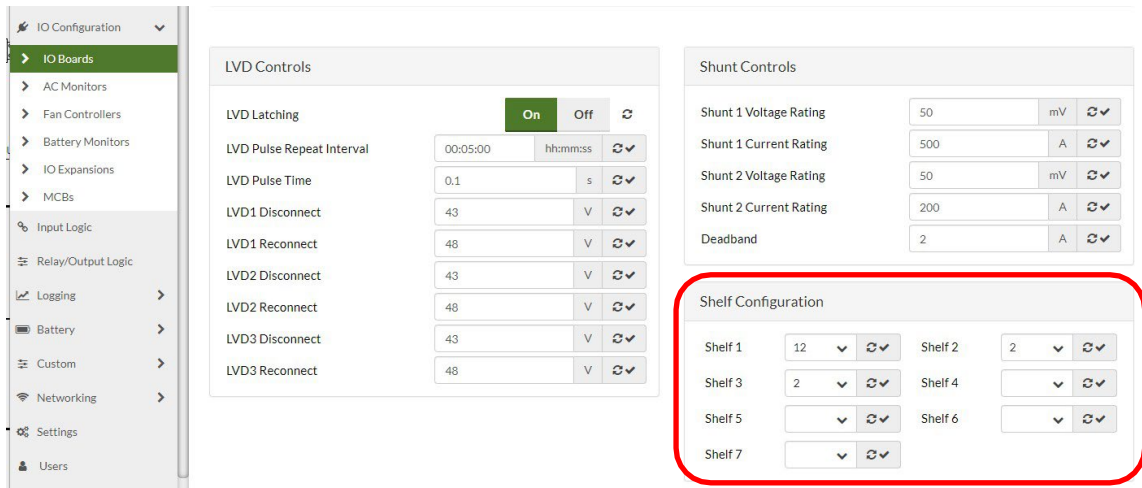 IO Configuration
IO Boards
AC Monitors
Fan Controllers
Battery Monitors
IO Expansions
MCBs
Input Logic
Relay/Output Logic
Logging
Battery
Custom
Networking
Settings
Users
LVD Controls
LVD Latching On Off
LVD Pulse Repeat Interval 00:05:00 hh:mm:ss
LVD Pulse Time 0.1 s
LVD1 Disconnect 43 V
LVD1 Reconnect 48 V
LVD2 Disconnect 43 V
LVD2 Reconnect 48 V
LVD3 Disconnect 43 V
LVD3 Reconnect 48 V
Shunt Controls
Shunt 1 Voltage Rating 50 mV
Shunt 1 Current Rating 500 A
Shunt 2 Voltage Rating 50 mV
Shunt 2 Current Rating 200 A
Deadband 2 A
Shelf Configuration
Shelf 1 12 Shelf 2 2
Shelf 3 2 Shelf 4
Shelf 5 Shelf 6
Shelf 7